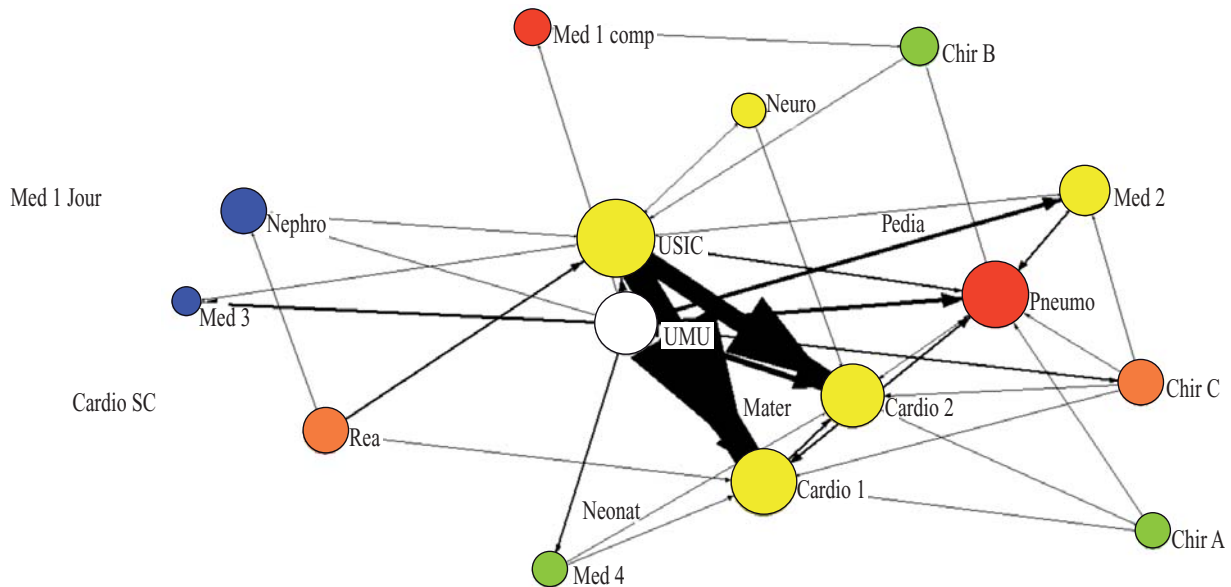 Med 1 comp
Chir B
Neuro
Med 1 Jour
Nephro
Pedia
Med 2
USIC
Med 3
Pneumo
UMU
Chir C
Cardio SC
Mater
Cardio 2
Rea
Cardio 1
Neonat
Chir A
Med 4